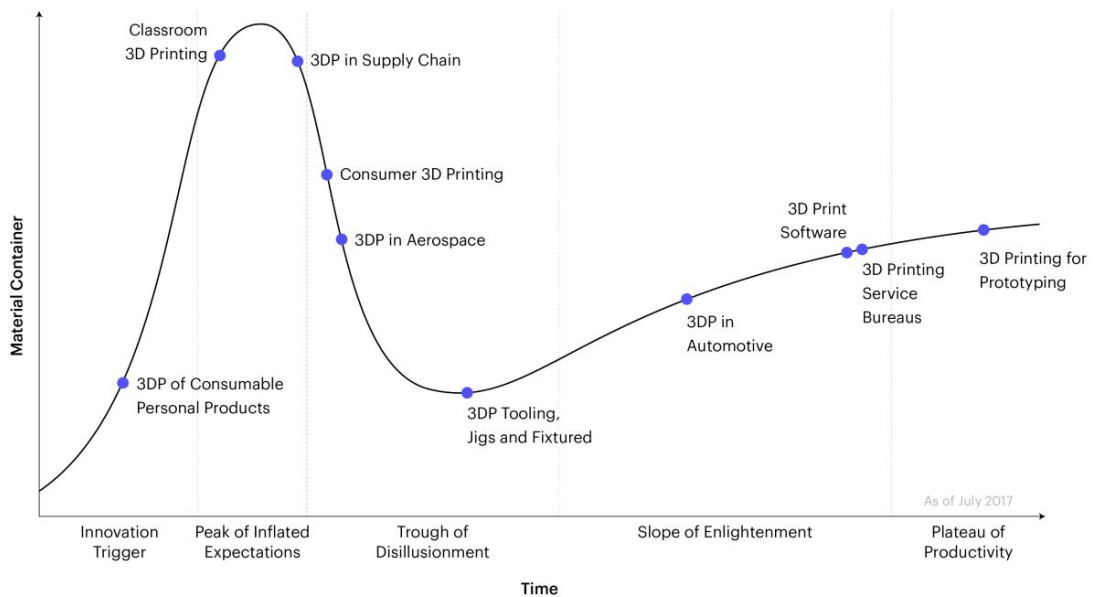 Classroom
3D Printing
3DP in Supply Chain
Consumer 3D Printing
3DP in Aerospace
3DP of Consumable
Personal Products
3DP Tooling,
Jigs and Fixtured
3DP in
Automotive
3D Print
Software
3D Printing
Service
Bureaus
3D Printing for
Prototyping
Material Container
As of July 2017
Innovation
Trigger
Peak of Inflated
Expectations
Trough of
Disillusionment
Slope of Enlightenment
Plateau of
Productivity
Time